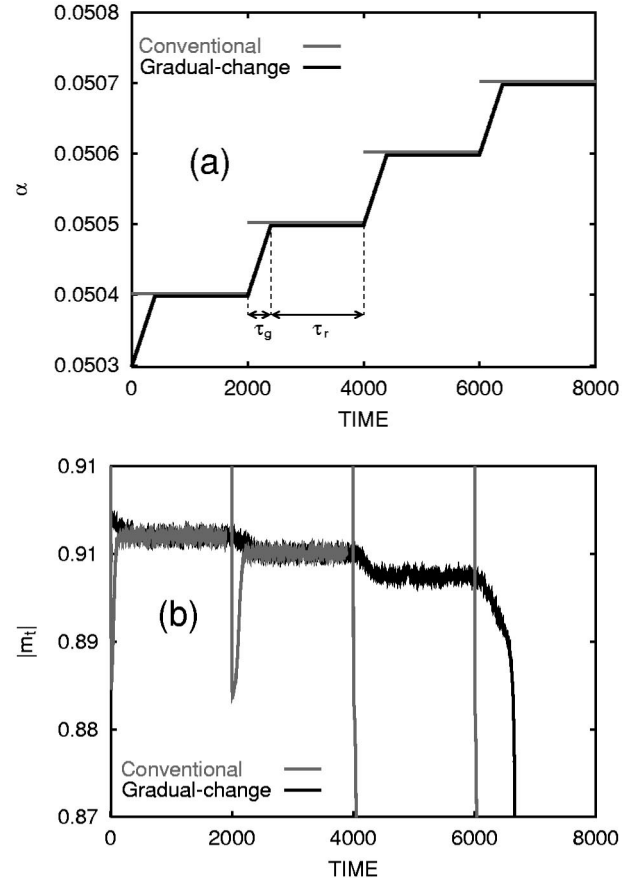 0.0508
Conventional
Gradual-change
0.0507
0.0506
(a)
α
0.0505
0.0504
τg
τr
0.0503
0 2000 4000 6000 8000
TIME
0.91
0.91
|mt|
0.89
(b)
0.88
Conventional
Gradual-change
0.87
0 2000 4000 6000 8000
TIME